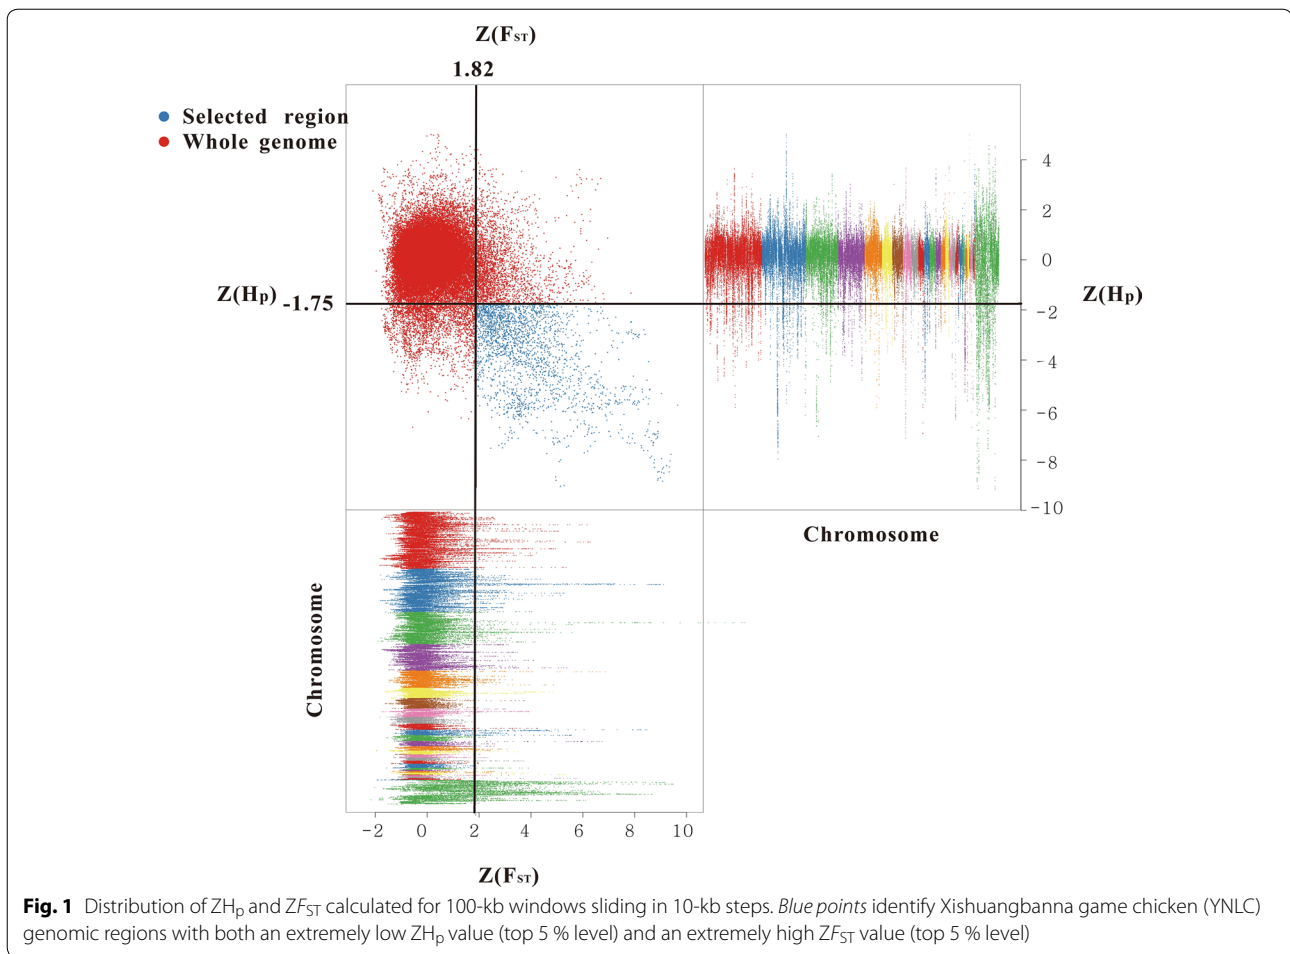 Z(FST)
1.82
Selected region
Whole genome
4
2
0
Z(Hp) -1.75
-2
Z(Hp)
-4
-6
-8
-10
Chromosome
Chromosome
-2 0 2 4 6 8 10
Z(FST)
Fig. 1 Distribution of ZHp and ZFST calculated for 100-kb windows sliding in 10-kb steps. Blue points identify Xishuangbanna game chicken (YNLC)
genomic regions with both an extremely low ZHp value (top 5 % level) and an extremely high ZFST value (top 5 % level)